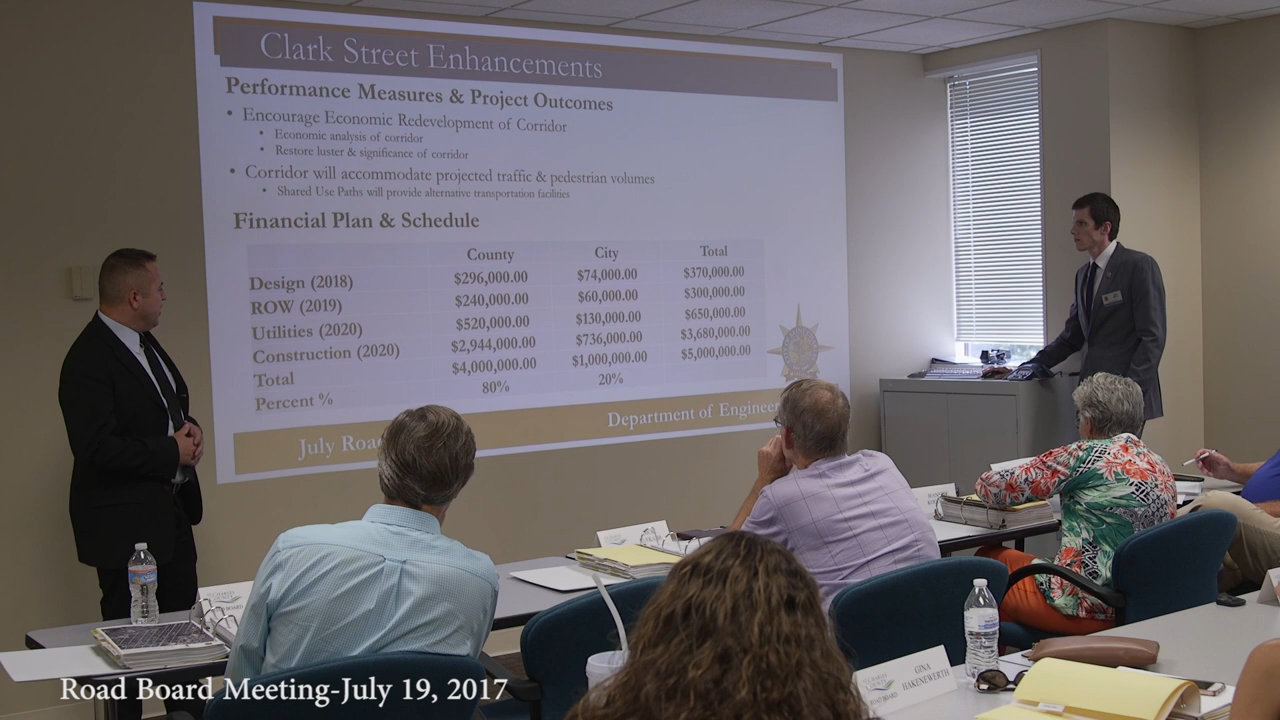 Clark Street Enhancements
Performance Measures & Project Outcomes
• Encourage Economic Redevelopment of Corridor
• Economic analysis of corridor
• Restore luster & significance of corridor
• Corridor will accommodate projected traffic & pedestrian volumes
• Shared Use Paths will provide alternative transportation facilities
Financial Plan & Schedule
County City Total
Design (2018) $296,000.00 $74,000.00 $370,000.00
ROW (2019) $240,000.00 $60,000.00 $300,000.00
Utilities (2020) $520,000.00 $130,000.00 $650,000.00
Construction (2020) $2,944,000.00 $736,000.00 $3,680,000.00
Total $4,000,000.00 $1,000,000.00 $5,000,000.00
Percent % 80% 20%
July Road
Department of Engineer
GINA
HAKENEWERTH
ROAD BOARD
Road Board Meeting-July 19, 2017